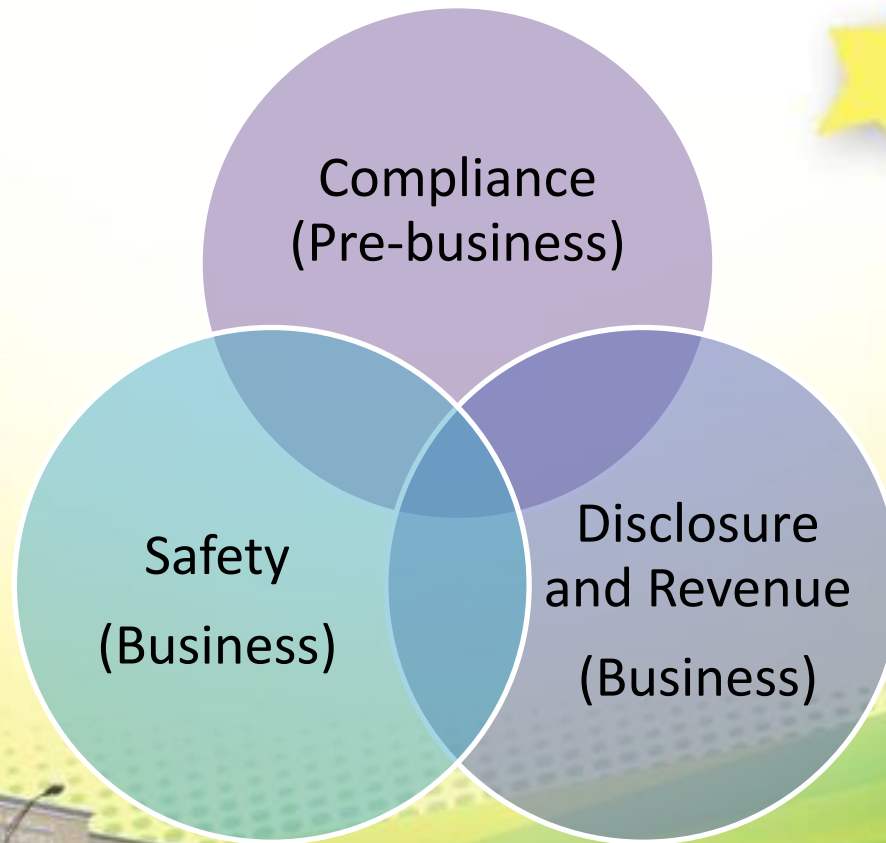 Compliance
(Pre-business)
Safety
(Business)
Disclosure
and Revenue
(Business)